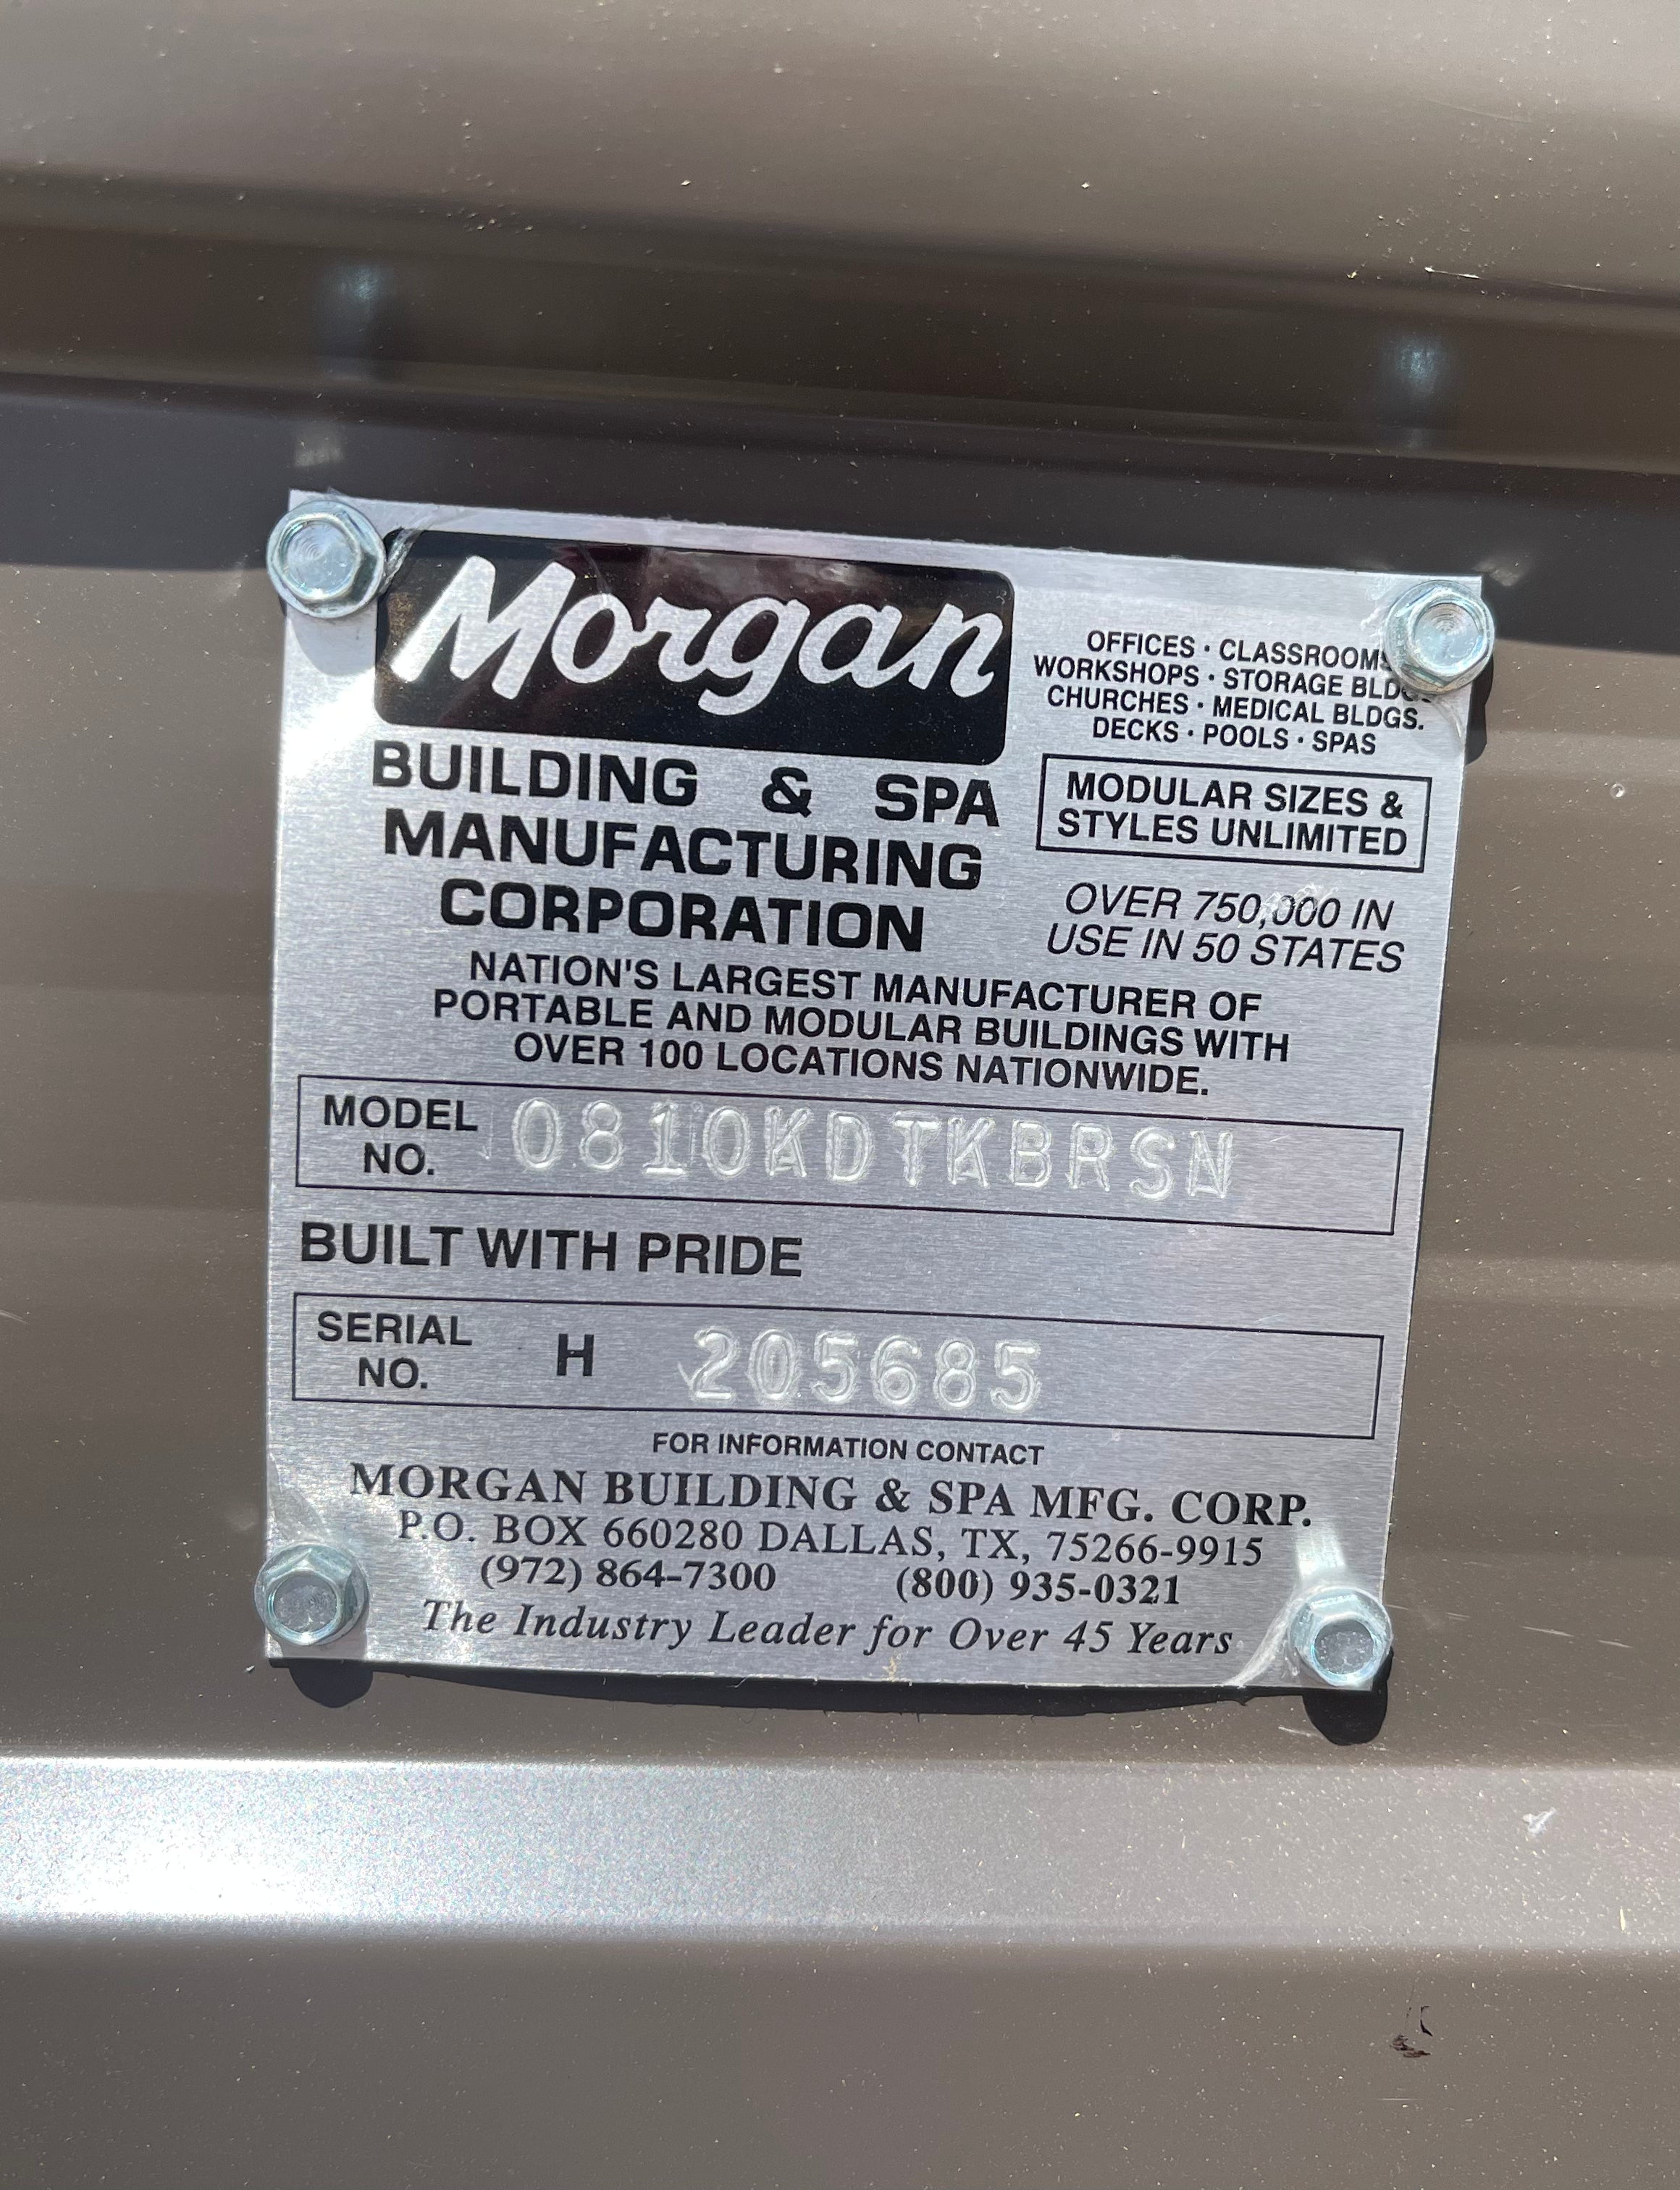 Morgan
BUILDING & SPA
MANUFACTURING
CORPORATION
OFFICES · CLASSROOMS
WORKSHOPS · STORAGE BLDGS.
CHURCHES · MEDICAL BLDGS.
DECKS · POOLS · SPAS
MODULAR SIZES &
STYLES UNLIMITED
OVER 750,000 IN
USE IN 50 STATES
NATION'S LARGEST MANUFACTURER OF
PORTABLE AND MODULAR BUILDINGS WITH
OVER 100 LOCATIONS NATIONWIDE.
MODEL NO. 0810KDTKBRSN
BUILT WITH PRIDE
SERIAL NO. H 205685
FOR INFORMATION CONTACT
MORGAN BUILDING & SPA MFG. CORP.
P.O. BOX 660280 DALLAS, TX, 75266-9915
(972) 864-7300 (800) 935-0321
The Industry Leader for Over 45 Years